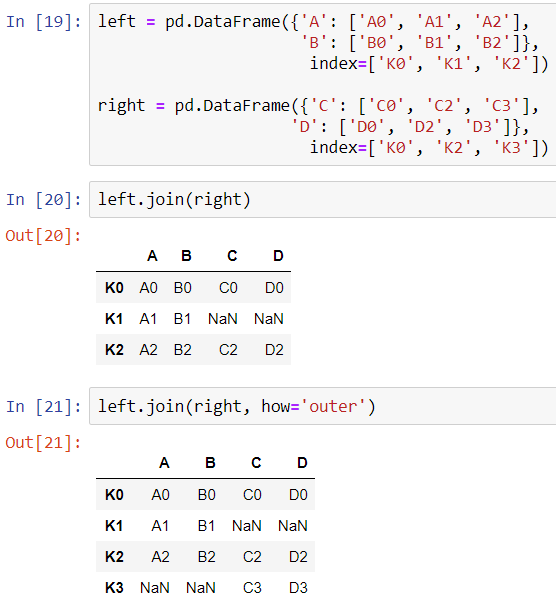 In [19]: left = pd.DataFrame({'A': ['A0', 'A1', 'A2'],
'B': ['B0', 'B1', 'B2']},
index=['K0', 'K1', 'K2'])
right = pd.DataFrame({'C': ['C0', 'C2', 'C3'],
'D': ['D0', 'D2', 'D3']},
index=['K0', 'K2', 'K3'])
In [20]: left.join(right)
Out[20]:
A B C D
K0 A0 B0 C0 D0
K1 A1 B1 NaN NaN
K2 A2 B2 C2 D2
In [21]: left.join(right, how='outer')
Out[21]:
A B C D
K0 A0 B0 C0 D0
K1 A1 B1 NaN NaN
K2 A2 B2 C2 D2
K3 NaN NaN C3 D3